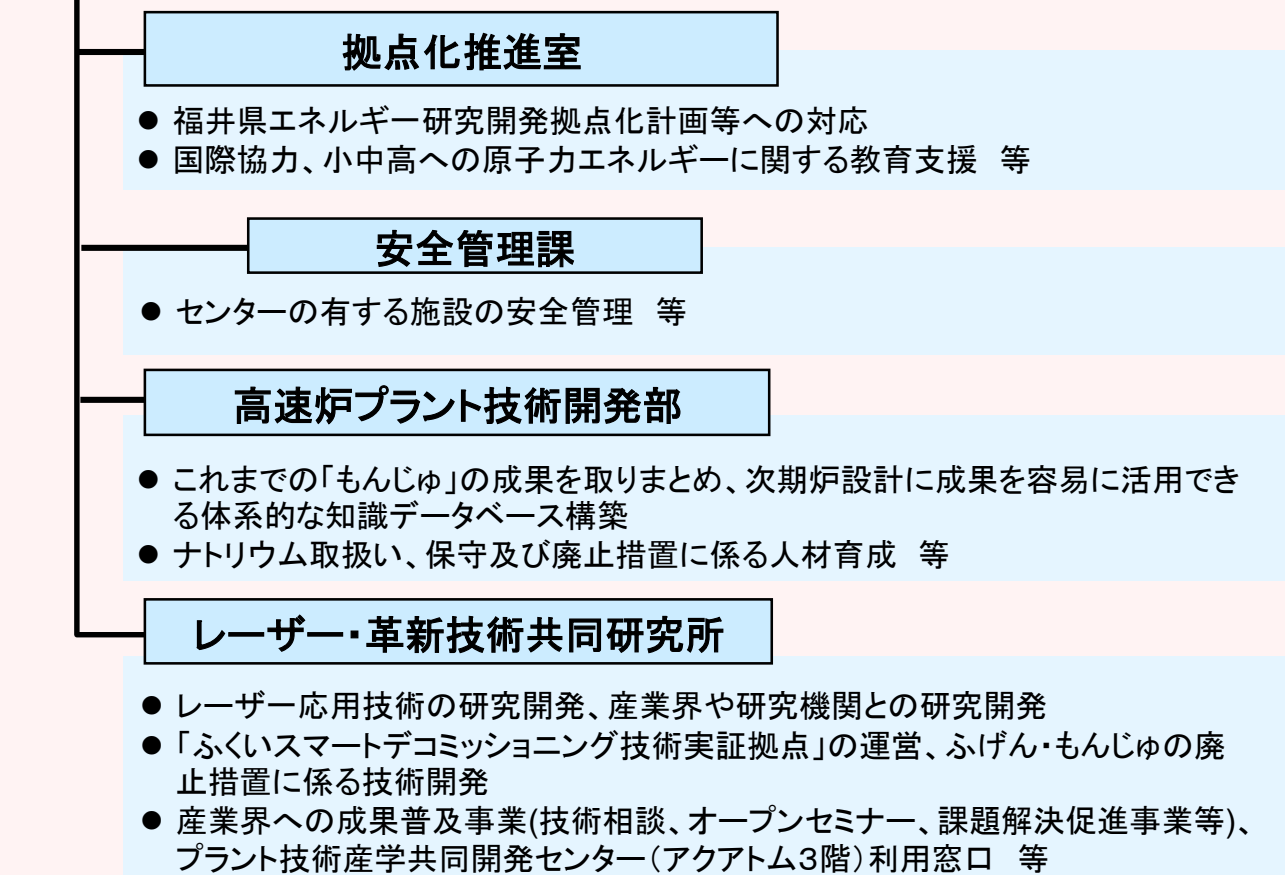 拠点化推進室
● 福井県エネルギー研究開発拠点化計画等への対応
● 国際協力、小中高への原子力エネルギーに関する教育支援　等
安全管理課
● センターの有する施設の安全管理　等
高速炉プラント技術開発部
● これまでの「もんじゅ」の成果を取りまとめ、次期炉設計に成果を容易に活用でき
る体系的な知識データベース構築
● ナトリウム取扱い、保守及び廃止措置に係る人材育成　等
レーザー・革新技術共同研究所
● レーザー応用技術の研究開発、産業界や研究機関との研究開発
● 「ふくいスマートデコミッショニング技術実証拠点」の運営、ふげん・もんじゅの廃
止措置に係る技術開発
● 産業界への成果普及事業(技術相談、オープンセミナー、課題解決促進事業等)、
プラント技術産学共同開発センター（アクアトム３階）利用窓口　等